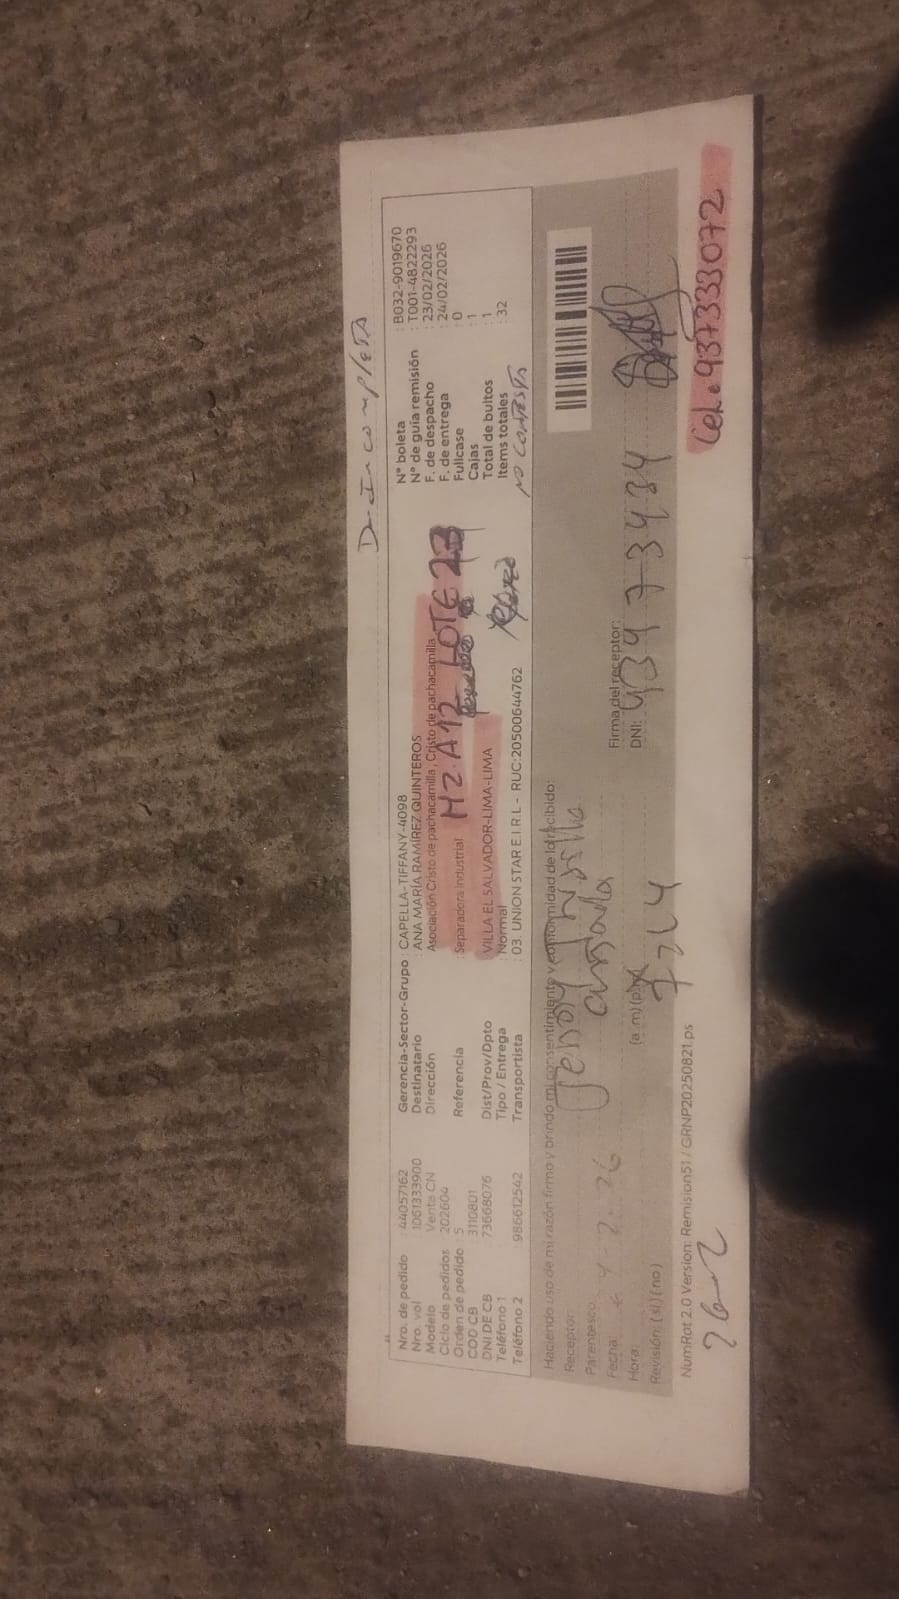 D. Incompleta
Nro. de pedido : 44057162
Nro. vol : 1061333900
Modelo : Venta CN
Ciclo de pedidos : 202604
Orden de pedido : 5
COD CB : 3110801
DNI DE CB : 73668076
Teléfono 1 :
Teléfono 2 : 986612542
Gerencia-Sector-Grupo : CAPELLA-TIFFANY-4098
Destinatario : ANA MARÍA RAMÍREZ QUINTEROS
Dirección : Asociación Cristo de pachacamilla , Cristo de pachacamilla
Referencia : Separadora industrial
MZ. A 12 LOTE 23
Dist/Prov/Dpto : VILLA EL SALVADOR-LIMA-LIMA
Tipo / Entrega : Normal
Transportista : 03. UNION STAR E.I.R.L - RUC:20500644762
N° boleta : B032-9019670
N° de guía remisión : T001-4822293
F. de despacho : 23/02/2026
F. de entrega : 24/02/2026
Fullcase : 0
Cajas : 1
Total de bultos : 1
Items totales : 32
NO CONTESTA
Haciendo uso de mi razón firmo y brindo mi consentimiento y conformidad de lo recibido:
Receptor:
Parentesco:
Fecha:
Hora: (a .m) (p.m)
Revisión: ( si) ( no)
Firma del receptor:
DNI:
NumRot 2.0 Version: Remision51 / GRNP20250821.ps
Cel. 937333072